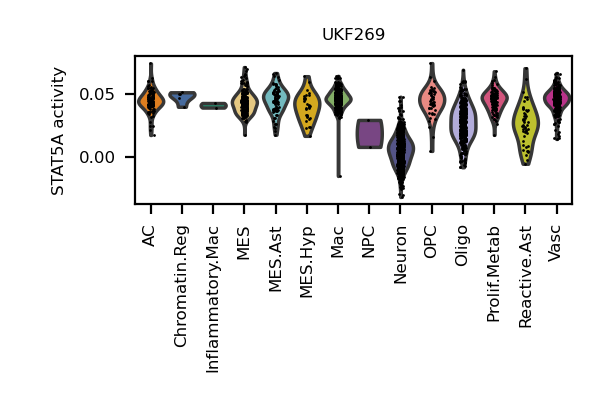 UKF269
STAT5A activity
0.05
0.00
AC
Chromatin.Reg
Inflammatory.Mac
MES
MES.Ast
MES.Hyp
Mac
NPC
Neuron
OPC
Oligo
Prolif.Metab
Reactive.Ast
Vasc